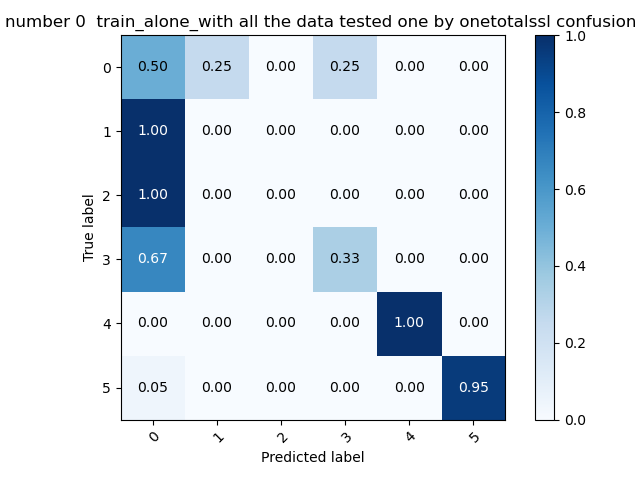 number 0  train_alone_with all the data tested one by onetotalssl confusion
True label
0 0.50 0.25 0.00 0.25 0.00 0.00
1 1.00 0.00 0.00 0.00 0.00 0.00
2 1.00 0.00 0.00 0.00 0.00 0.00
3 0.67 0.00 0.00 0.33 0.00 0.00
4 0.00 0.00 0.00 0.00 1.00 0.00
5 0.05 0.00 0.00 0.00 0.00 0.95
0 1 2 3 4 5
Predicted label
1.0
0.8
0.6
0.4
0.2
0.0